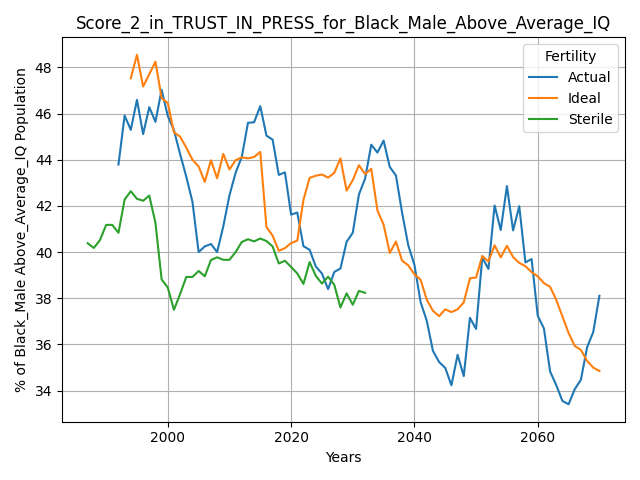 Score_2_in_TRUST_IN_PRESS_for_Black_Male_Above_Average_IQ
Fertility
Actual
Ideal
Sterile
% of Black_Male Above_Average_IQ Population
48
46
44
42
40
38
36
34
2000
2020
2040
2060
Years